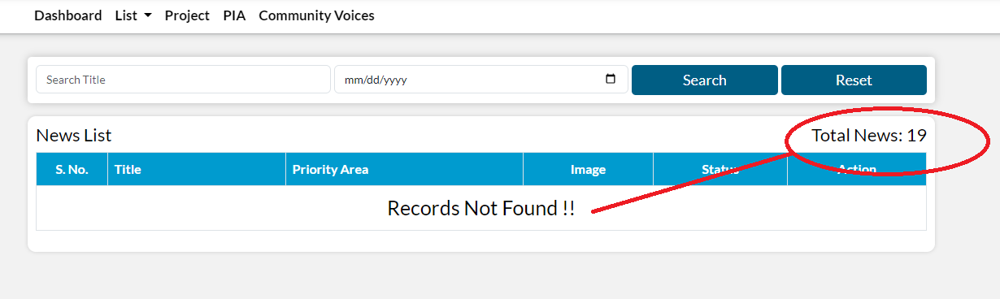 Dashboard List Project PIA Community Voices
Search Title mm/dd/yyyy Search Reset
News List Total News: 19
S. No. Title Priority Area Image Status Action
Records Not Found !!